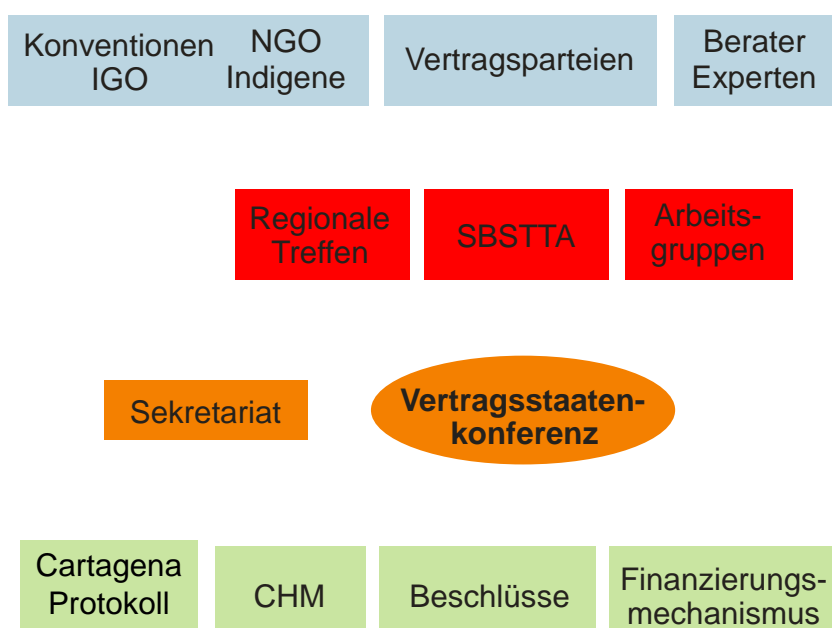 Konventionen
IGO
NGO
Indigene
Vertragsparteien
Berater
Experten
Regionale
Treffen
SBSTTA
Arbeits-
gruppen
Sekretariat
Vertragsstaaten-
konferenz
Cartagena
Protokoll
CHM
Beschlüsse
Finanzierungs-
mechanismus